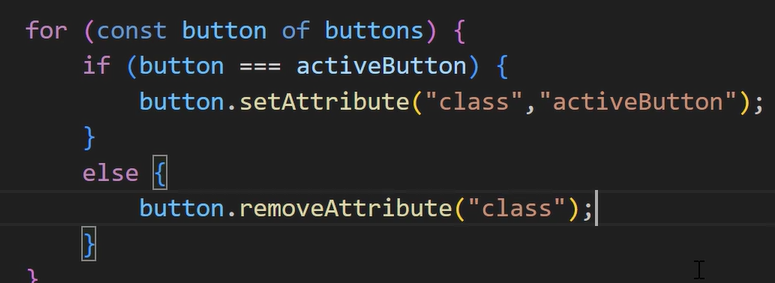 for (const button of buttons) {
    if (button === activeButton) {
        button.setAttribute("class","activeButton");
    }
    else {
        button.removeAttribute("class");
    }
}